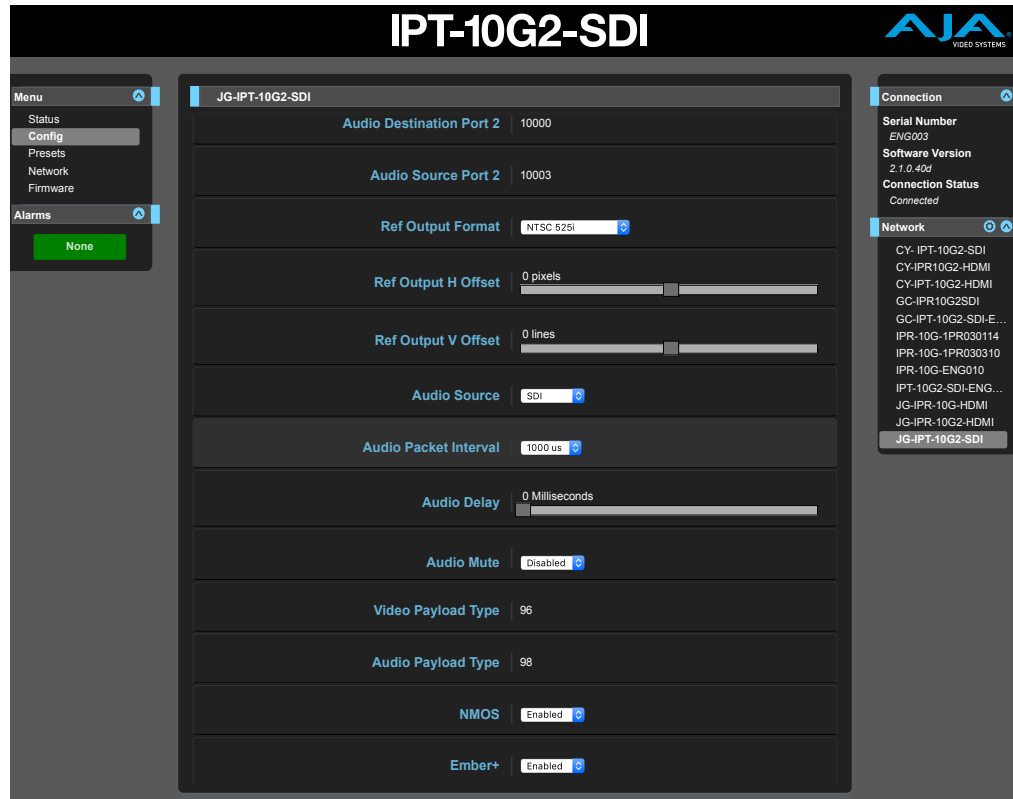 IPT-10G2-SDI
AJA
VIDEO SYSTEMS
Menu
Status
Config
Presets
Network
Firmware
Alarms
None
JG-IPT-10G2-SDI
Audio Destination Port 2 10000
Audio Source Port 2 10003
Ref Output Format NTSC 525i
Ref Output H Offset 0 pixels
Ref Output V Offset 0 lines
Audio Source SDI
Audio Packet Interval 1000 us
Audio Delay 0 Milliseconds
Audio Mute Disabled
Video Payload Type 96
Audio Payload Type 98
NMOS Enabled
Ember+ Enabled
Connection
Serial Number
ENG003
Software Version
2.1.0.40d
Connection Status
Connected
Network
CY- IPT-10G2-SDI
CY-IPR10G2-HDMI
CY-IPT-10G2-HDMI
GC-IPR10G2SDI
GC-IPT-10G2-SDI-E...
IPR-10G-1PR030114
IPR-10G-1PR030310
IPR-10G-ENG010
IPT-10G2-SDI-ENG...
JG-IPR-10G-HDMI
JG-IPR-10G2-HDMI
JG-IPT-10G2-SDI